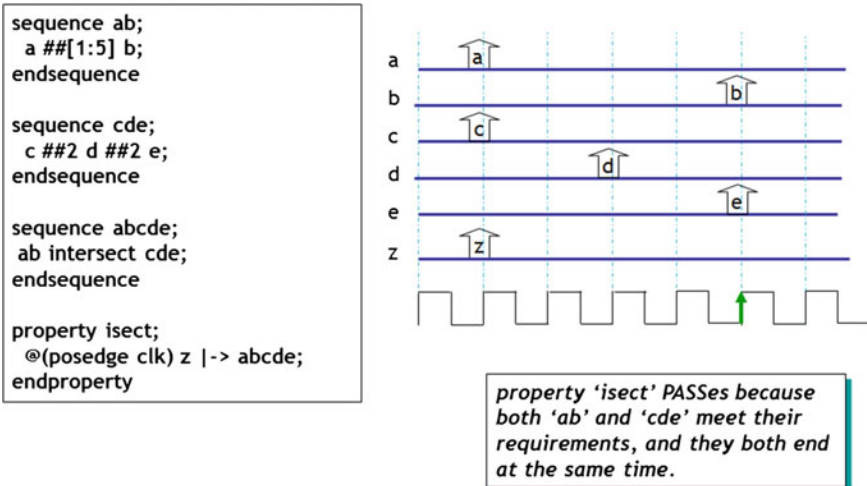 sequence ab;
a ##[1:5] b;
endsequence
sequence cde;
c ##2 d ##2 e;
endsequence
sequence abcde;
ab intersect cde;
endsequence
property isect;
@(posedge clk) z |-> abcde;
endproperty
a
a
b
b
c
c
d
d
e
e
z
z
property ‘isect’ PASSes because
both ‘ab’ and ‘cde’ meet their
requirements, and they both end
at the same time.